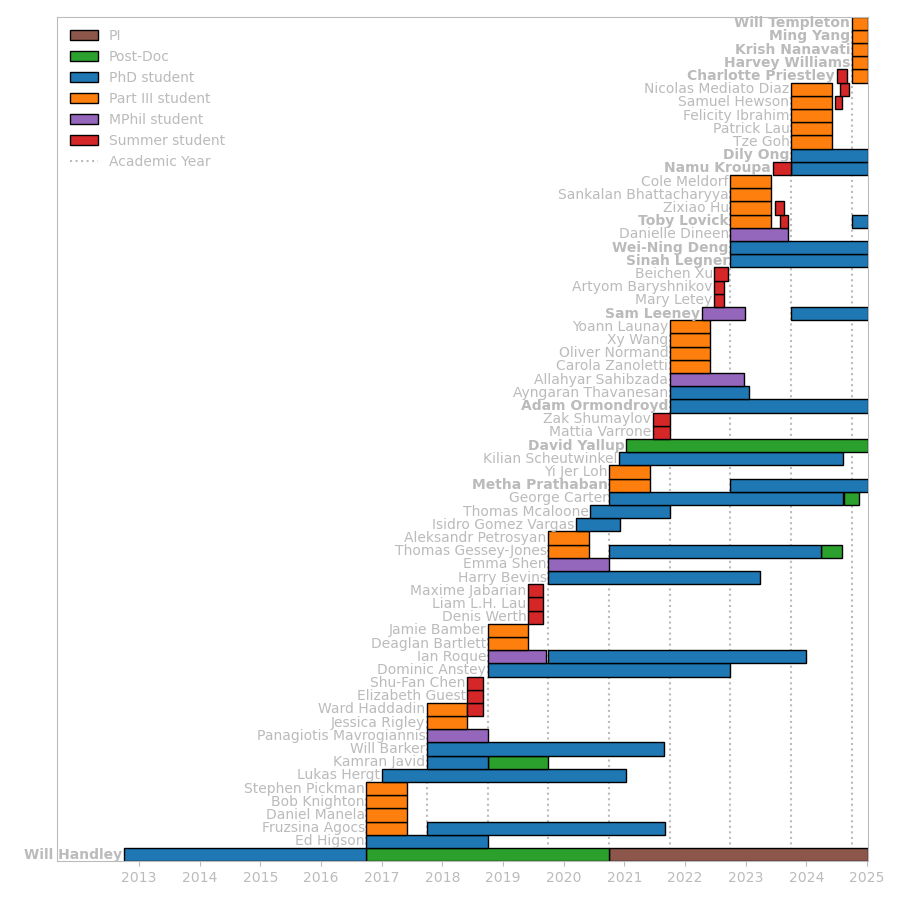 PI
Post-Doc
PhD student
Part III student
MPhil student
Summer student
Academic Year
Will Templeton
Ming Yang
Krish Nanavati
Harvey Williams
Charlotte Priestley
Nicolas Mediato Diaz
Samuel Hewson
Felicity Ibrahim
Patrick Lau
Tze Goh
Dily Ong
Namu Kroupa
Cole Meldorf
Sankalan Bhattacharyya
Zixiao Hu
Toby Lovick
Danielle Dineen
Wei-Ning Deng
Sinah Legner
Beichen Xu
Artyom Baryshnikov
Mary Letey
Sam Leeney
Yoann Launay
Xy Wang
Oliver Normand
Carola Zanoletti
Allahyar Sahibzada
Ayngaran Thavanesan
Adam Ormondroyd
Zak Shumaylov
Mattia Varrone
David Yallup
Kilian Scheutwinkel
Yi Jer Loh
Metha Prathaban
George Carter
Thomas Mcaloone
Isidro Gomez Vargas
Aleksandr Petrosyan
Thomas Gessey-Jones
Emma Shen
Harry Bevins
Maxime Jabarian
Liam L.H. Lau
Denis Werth
Jamie Bamber
Deaglan Bartlett
Ian Roque
Dominic Anstey
Shu-Fan Chen
Elizabeth Guest
Ward Haddadin
Jessica Rigley
Panagiotis Mavrogiannis
Will Barker
Kamran Javid
Lukas Hergt
Stephen Pickman
Bob Knighton
Daniel Manela
Fruzsina Agocs
Ed Higson
Will Handley
2013 2014 2015 2016 2017 2018 2019 2020 2021 2022 2023 2024 2025